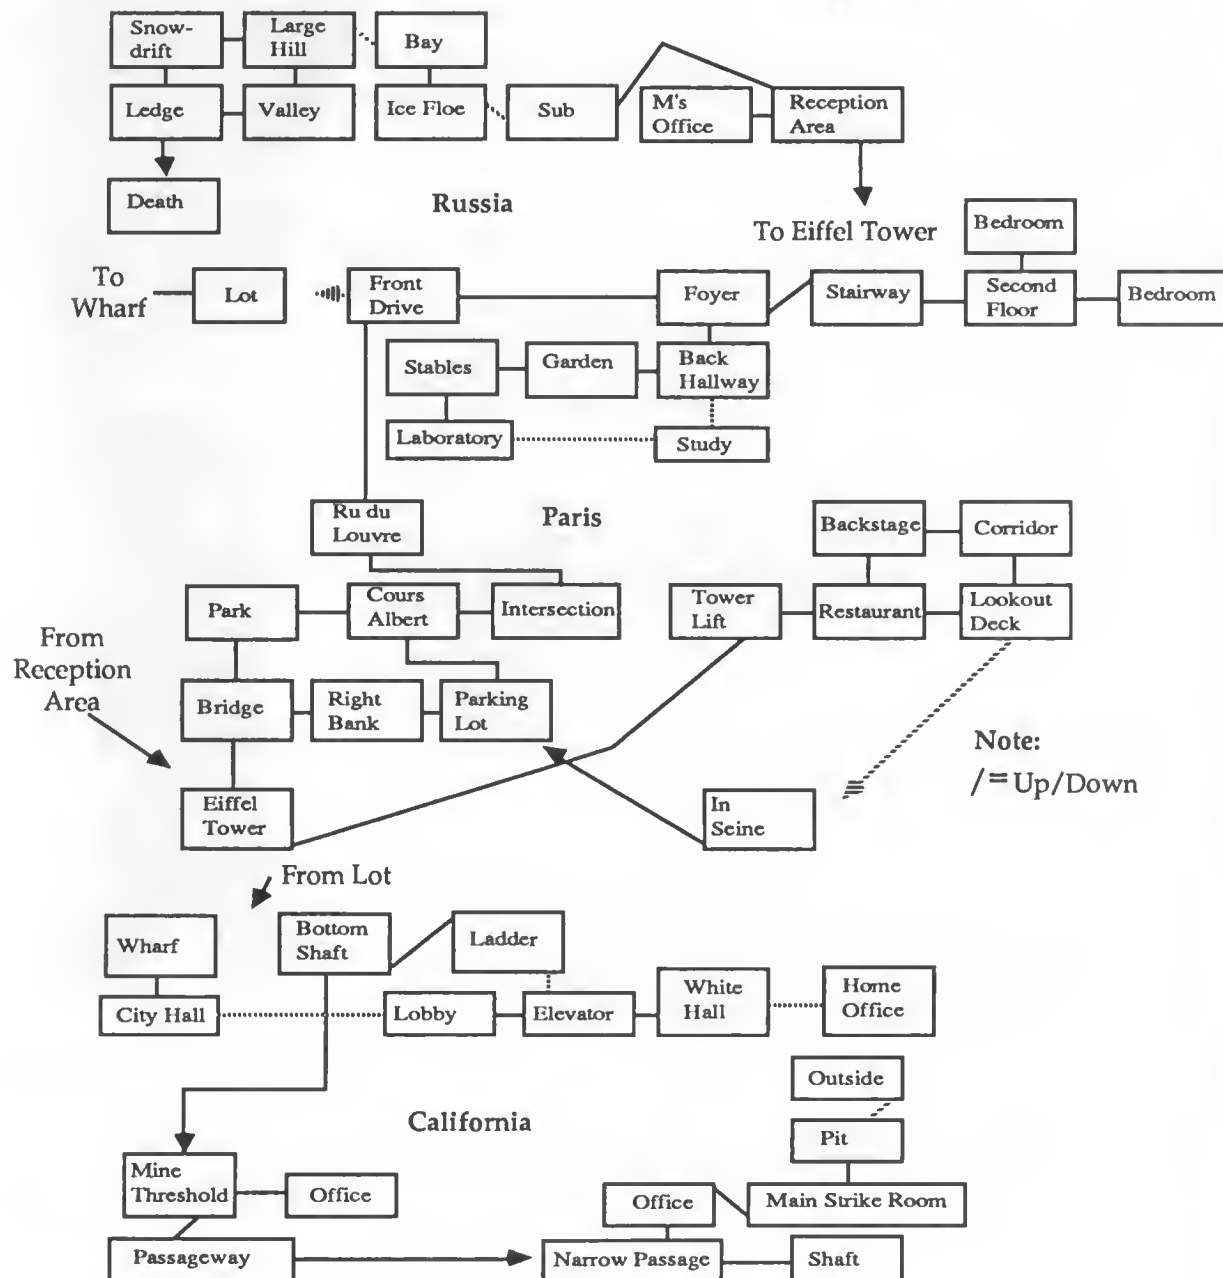 Snow-
drift
Large
Hill
Bay
Ledge
Valley
Ice Floe
Sub
M's
Office
Reception
Area
Death
Russia
To Eiffel Tower
Bedroom
To
Wharf
Lot
Front
Drive
Foyer
Stairway
Second
Floor
Bedroom
Stables
Garden
Back
Hallway
Laboratory
Study
Ru du
Louvre
Paris
Backstage
Corridor
Park
Cours
Albert
Intersection
Tower
Lift
Restaurant
Lookout
Deck
From
Reception
Area
Bridge
Right
Bank
Parking
Lot
Note:
/=Up/Down
Eiffel
Tower
In
Seine
From Lot
Wharf
Bottom
Shaft
Ladder
City Hall
Lobby
Elevator
White
Hall
Home
Office
Outside
California
Pit
Mine
Threshold
Office
Office
Main Strike Room
Passageway
Narrow Passage
Shaft